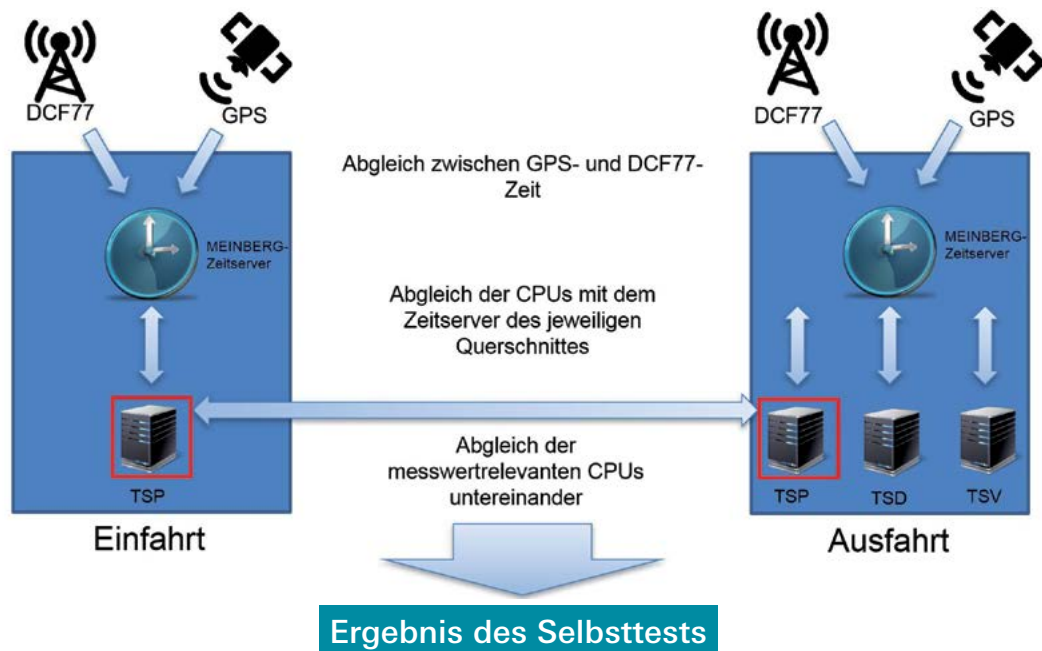 DCF77
GPS
DCF77
GPS
Abgleich zwischen GPS- und DCF77-
Zeit
MEINBERG-
Zeitserver
MEINBERG-
Zeitserver
Abgleich der CPUs mit dem
Zeitserver des jeweiligen
Querschnittes
Abgleich der
messwertrelevanten CPUs
untereinander
TSP
TSP
TSD
TSV
Einfahrt
Ausfahrt
Ergebnis des Selbsttests